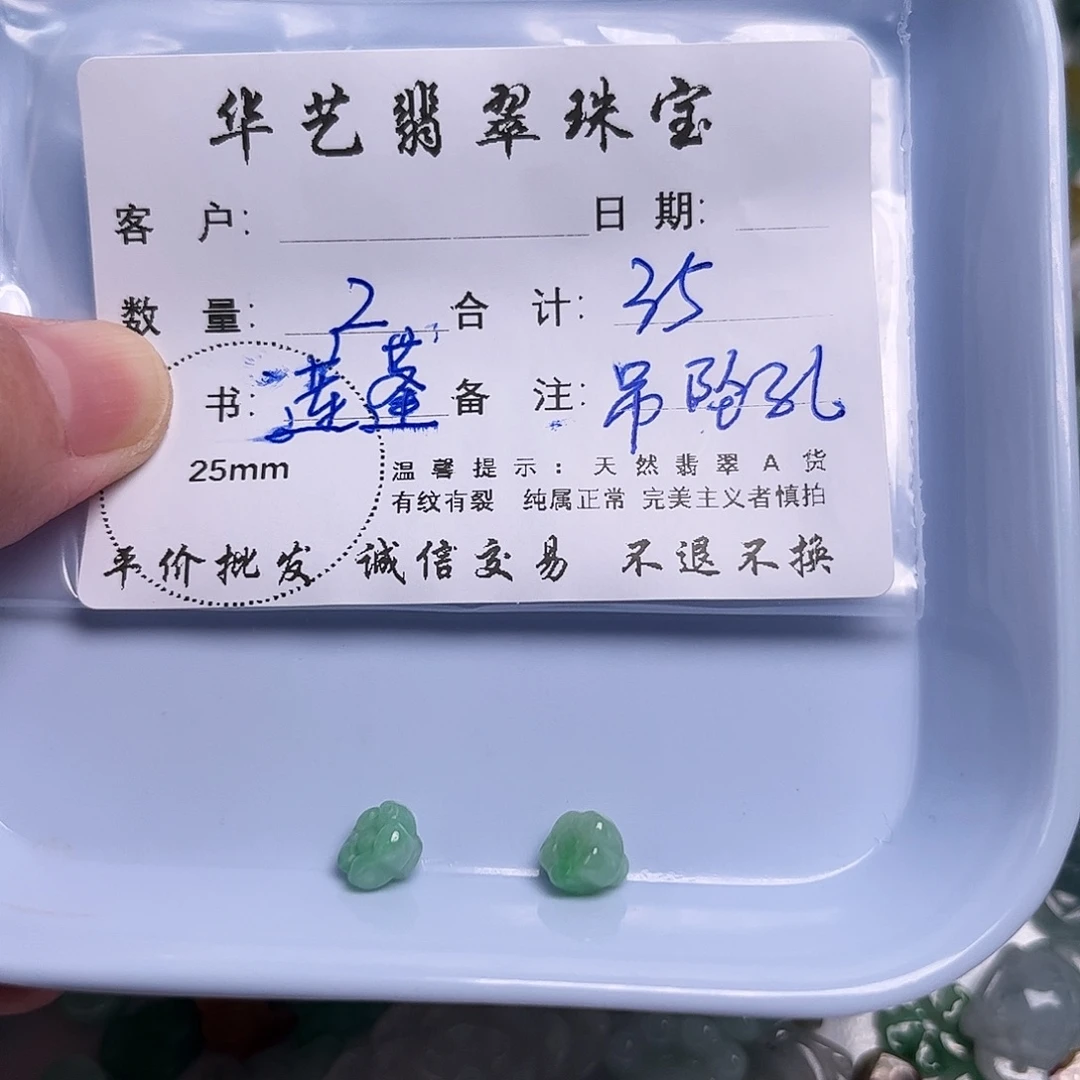 华艺翡翠珠宝
客 户: 日 期:
数 量: 2 合 计: 35
书: 莲蓬 备 注: 吊坠孔
25mm
温馨提示: 天然翡翠A货
有纹有裂 纯属正常 完美主义者慎拍
平价批发 诚信交易 不退不换